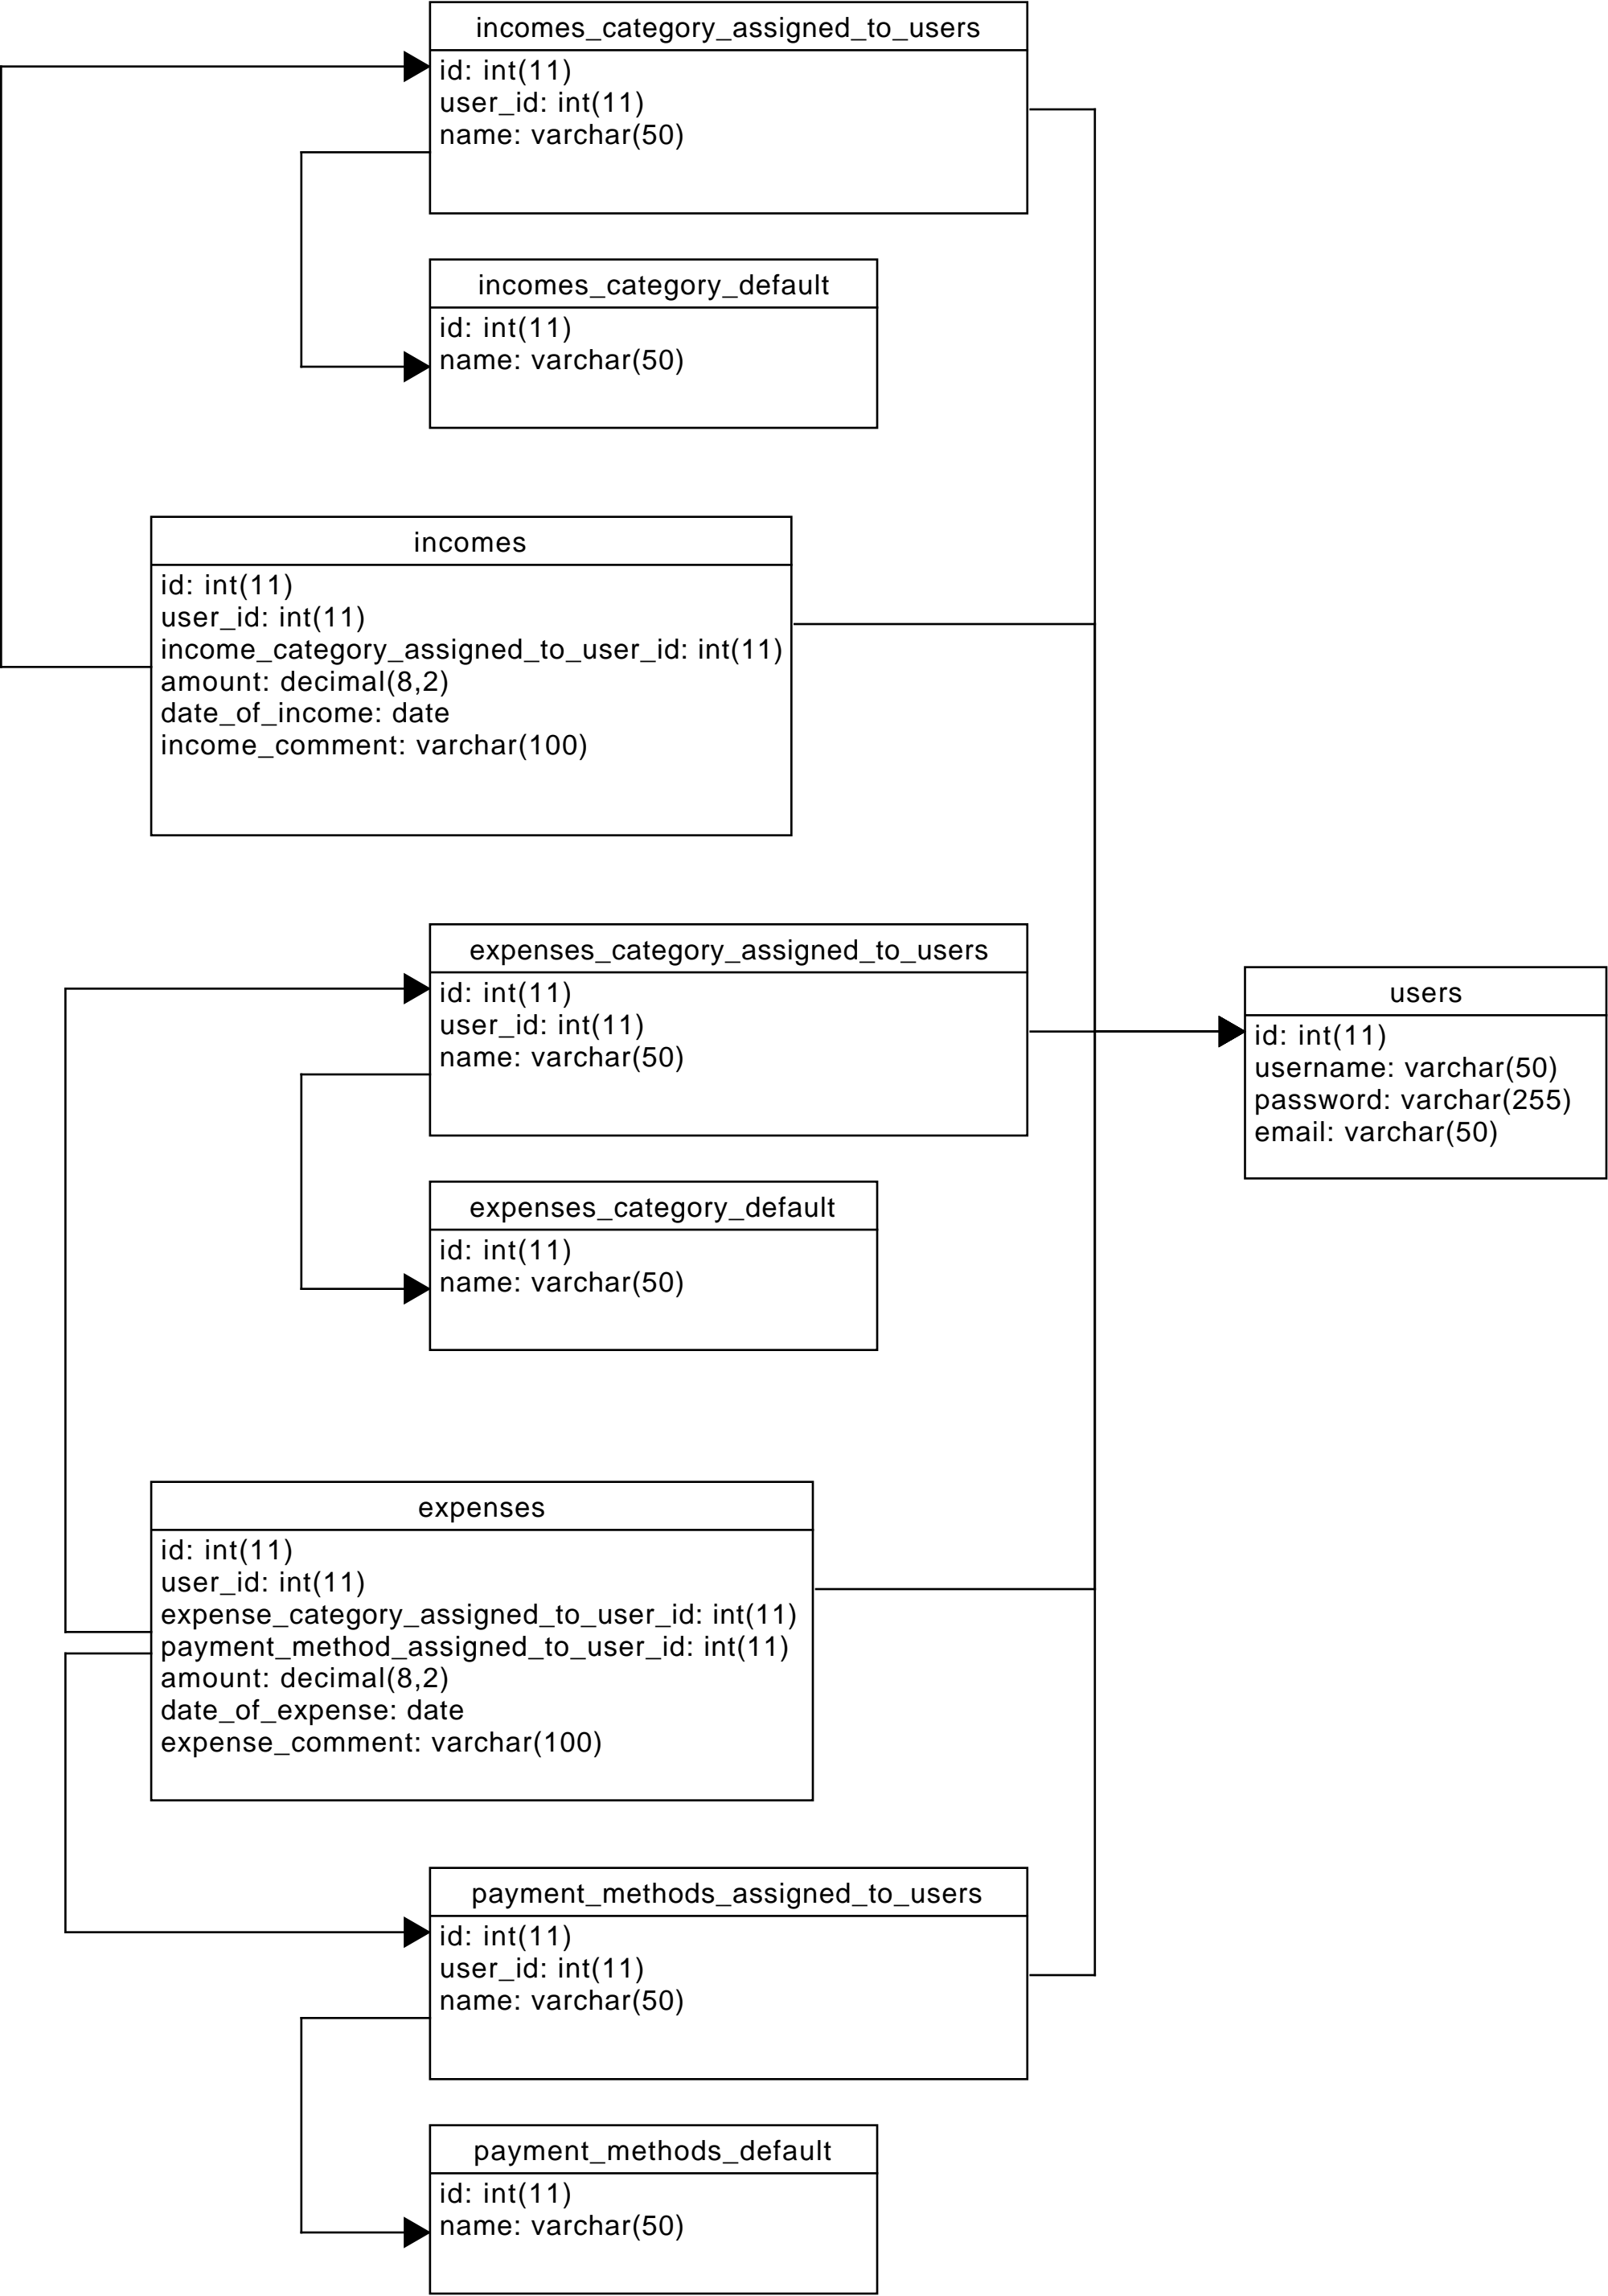 incomes_category_assigned_to_users
id: int(11)
user_id: int(11)
name: varchar(50)
incomes_category_default
id: int(11)
name: varchar(50)
incomes
id: int(11)
user_id: int(11)
income_category_assigned_to_user_id: int(11)
amount: decimal(8,2)
date_of_income: date
income_comment: varchar(100)
expenses_category_assigned_to_users
id: int(11)
user_id: int(11)
name: varchar(50)
users
id: int(11)
username: varchar(50)
password: varchar(255)
email: varchar(50)
expenses_category_default
id: int(11)
name: varchar(50)
expenses
id: int(11)
user_id: int(11)
expense_category_assigned_to_user_id: int(11)
payment_method_assigned_to_user_id: int(11)
amount: decimal(8,2)
date_of_expense: date
expense_comment: varchar(100)
payment_methods_assigned_to_users
id: int(11)
user_id: int(11)
name: varchar(50)
payment_methods_default
id: int(11)
name: varchar(50)